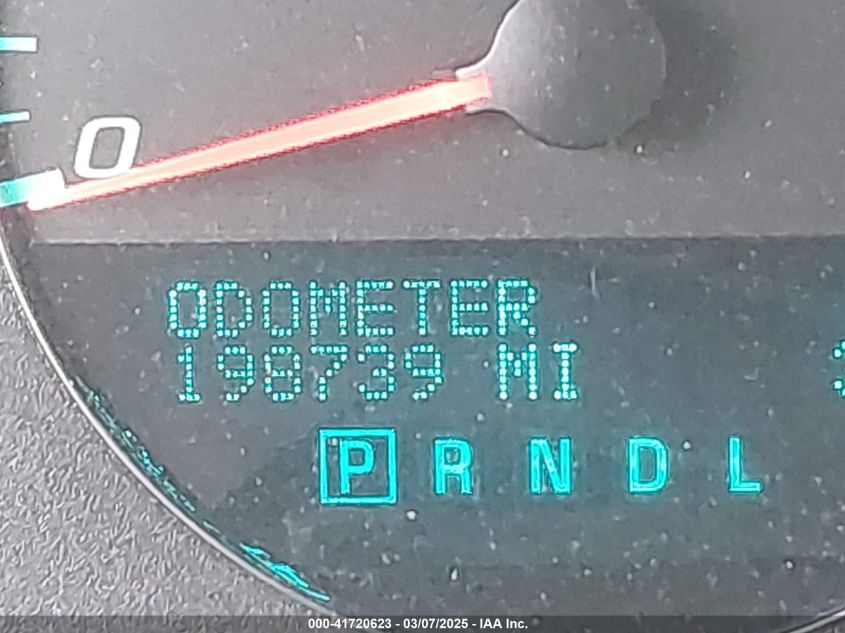 0
ODOMETER
198739 MI
P R N D L
000-41720623 - 03/07/2025 - IAA Inc.